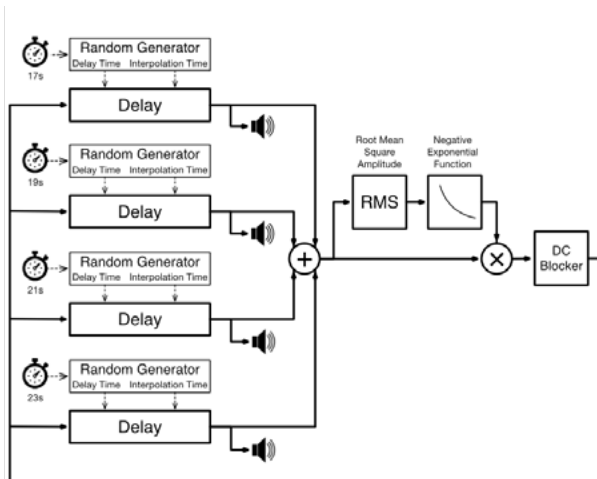 Random Generator
Delay Time Interpolation Time
17s
Delay
Random Generator
Delay Time Interpolation Time
19s
Delay
Root Mean
Square
Amplitude
Negative
Exponential
Function
RMS
+
×
DC
Blocker
Random Generator
Delay Time Interpolation Time
21s
Delay
Random Generator
Delay Time Interpolation Time
23s
Delay